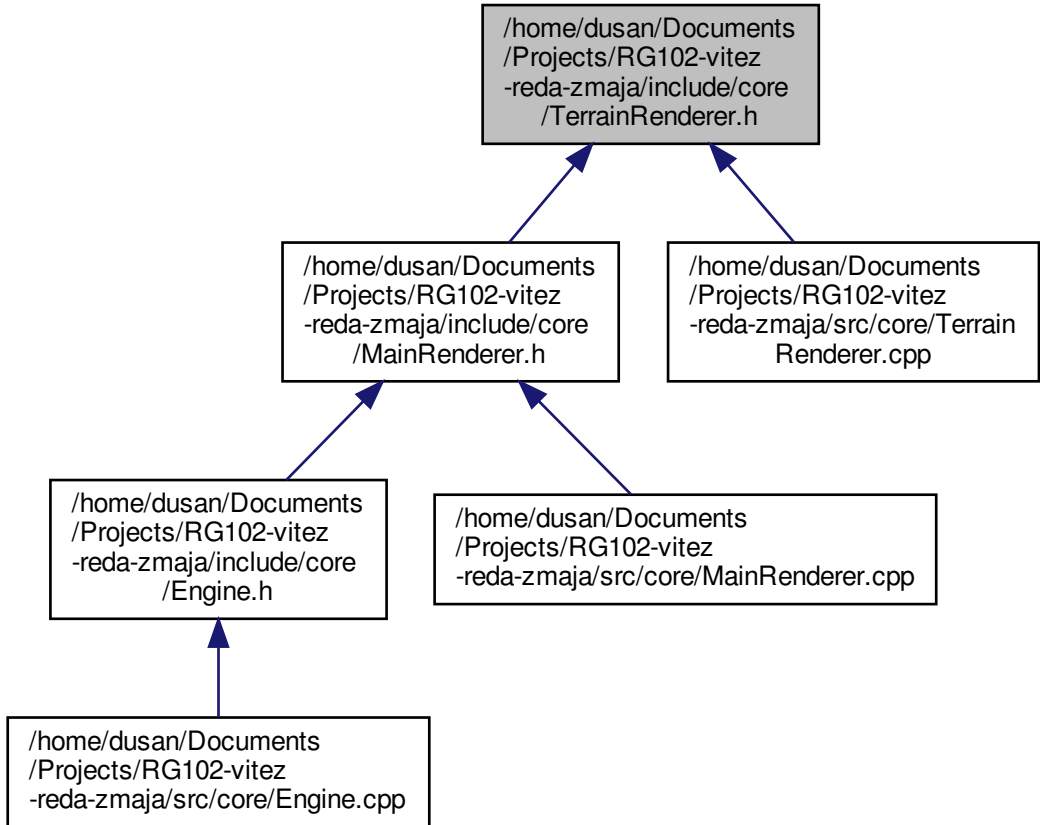 /home/dusan/Documents
/Projects/RG102-vitez
-reda-zmaja/include/core
/TerrainRenderer.h
/home/dusan/Documents
/Projects/RG102-vitez
-reda-zmaja/include/core
/MainRenderer.h
/home/dusan/Documents
/Projects/RG102-vitez
-reda-zmaja/src/core/Terrain
Renderer.cpp
/home/dusan/Documents
/Projects/RG102-vitez
-reda-zmaja/include/core
/Engine.h
/home/dusan/Documents
/Projects/RG102-vitez
-reda-zmaja/src/core/MainRenderer.cpp
/home/dusan/Documents
/Projects/RG102-vitez
-reda-zmaja/src/core/Engine.cpp